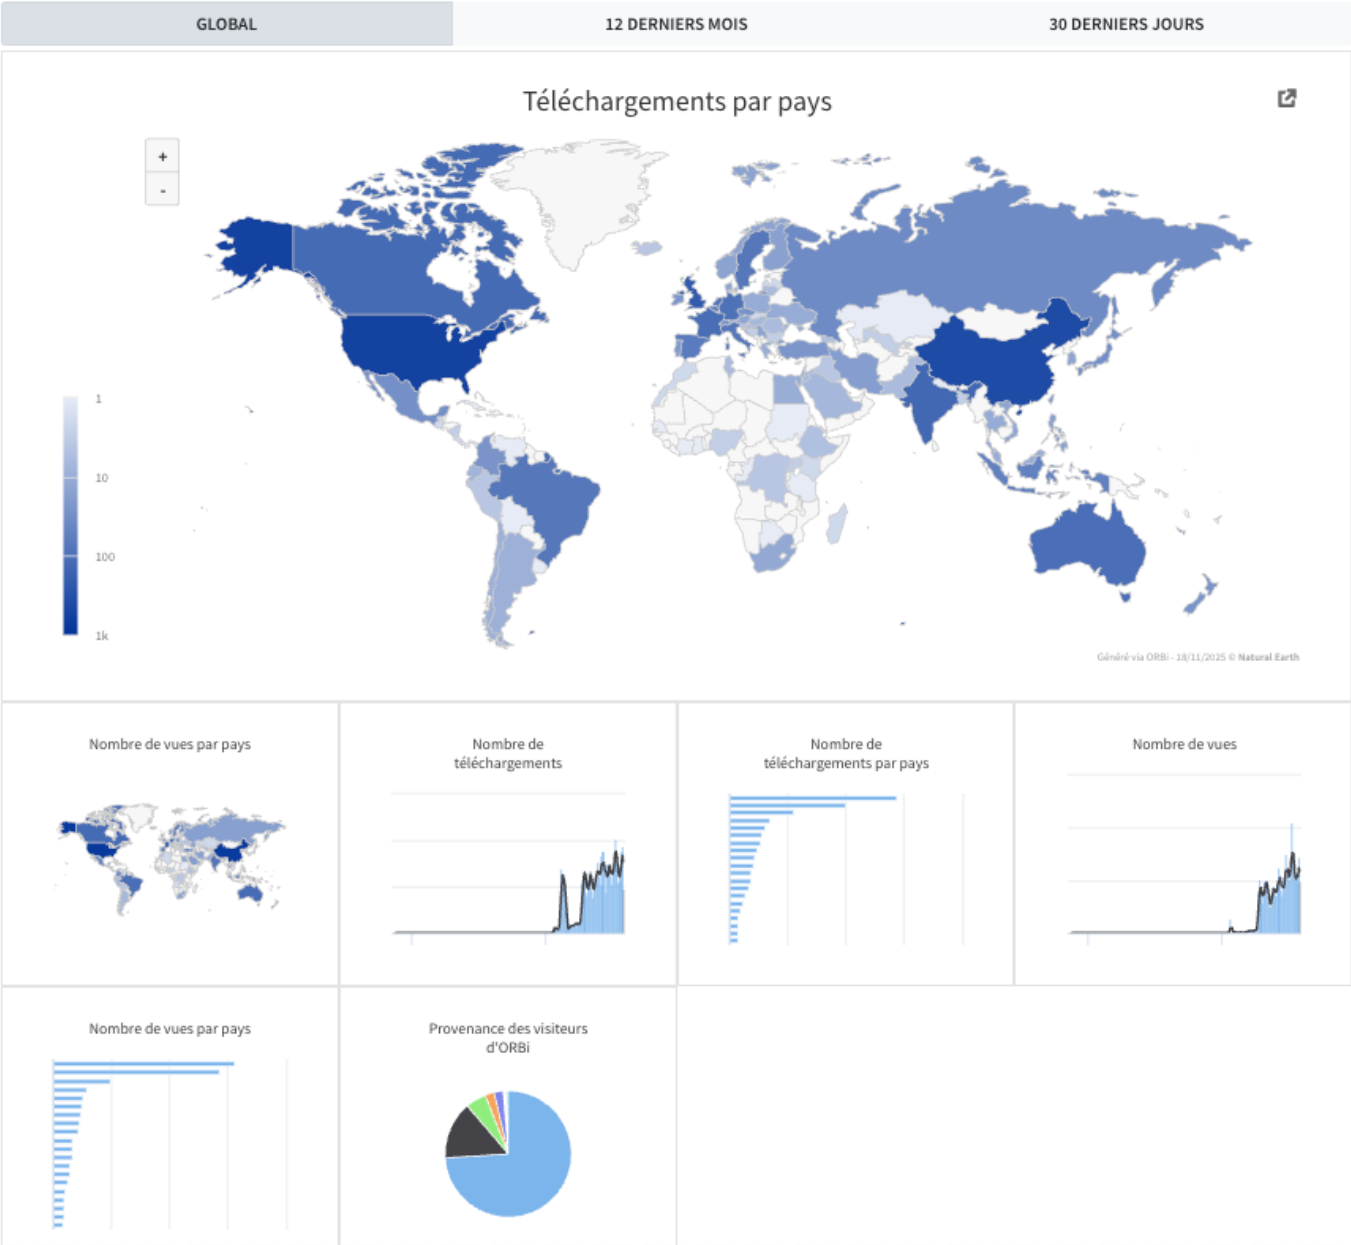 GLOBAL
12 DERNIERS MOIS
30 DERNIERS JOURS
Téléchargements par pays
+
-
1
10
100
1k
Généré via ORBi - 18/11/2025 © Natural Earth
Nombre de vues par pays
Nombre de
téléchargements
Nombre de
téléchargements par pays
Nombre de vues
Nombre de vues par pays
Provenance des visiteurs
d'ORBi